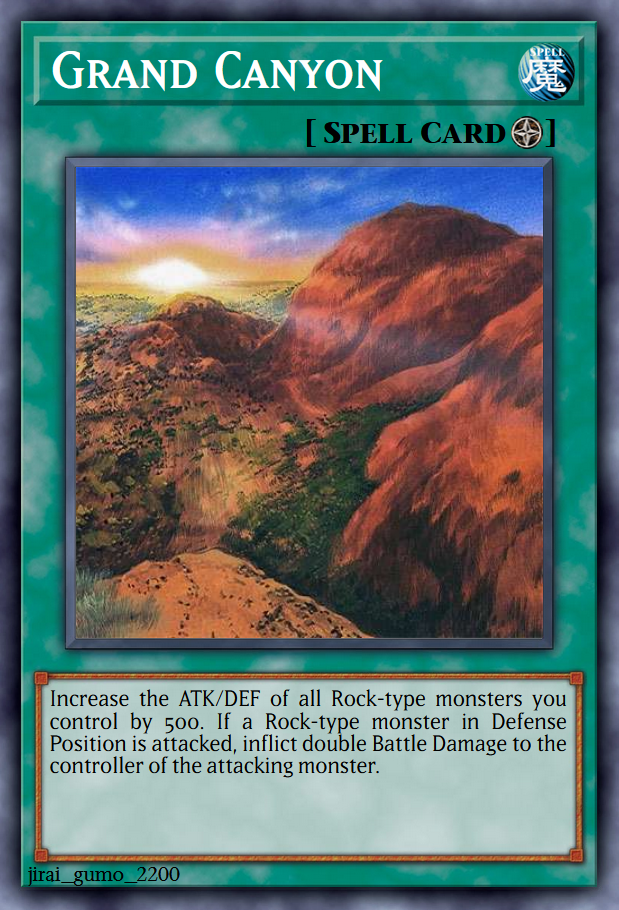 Grand Canyon
SPELL
魔
[ Spell Card ]
Increase the ATK/DEF of all Rock-type monsters you
control by 500. If a Rock-type monster in Defense
Position is attacked, inflict double Battle Damage to the
controller of the attacking monster.
jirai_gumo_2200